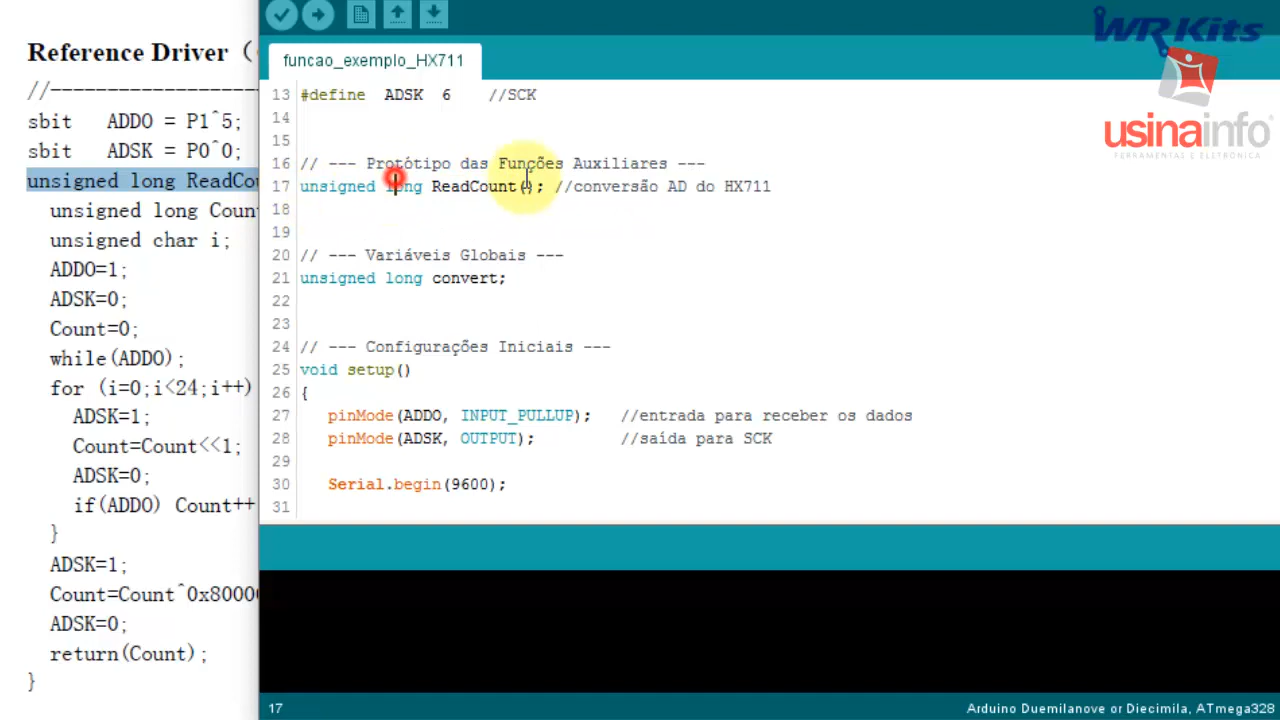 Reference Driver (
//-------------------
sbit ADDO = P1^5;
sbit ADSK = P0^0;
unsigned long ReadCou
unsigned long Coun
unsigned char i;
ADDO=1;
ADSK=0;
Count=0;
while(ADDO);
for (i=0;i<24;i++)
ADSK=1;
Count=Count<<1;
ADSK=0;
if(ADDO) Count++
}
ADSK=1;
Count=Count^0x8000
ADSK=0;
return(Count);
}
funcao_exemplo_HX711
13 #define ADSK 6 //SCK
14
15
16 // --- Protótipo das Funções Auxiliares ---
17 unsigned long ReadCount(); //conversão AD do HX711
18
19
20 // --- Variáveis Globais ---
21 unsigned long convert;
22
23
24 // --- Configurações Iniciais ---
25 void setup()
26 {
27 pinMode(ADDO, INPUT_PULLUP); //entrada para receber os dados
28 pinMode(ADSK, OUTPUT); //saída para SCK
29
30 Serial.begin(9600);
31
17
Arduino Duemilanove or Diecimila, ATmega328
WRKits
usinainfo
FERRAMENTAS E ELETRÔNICA